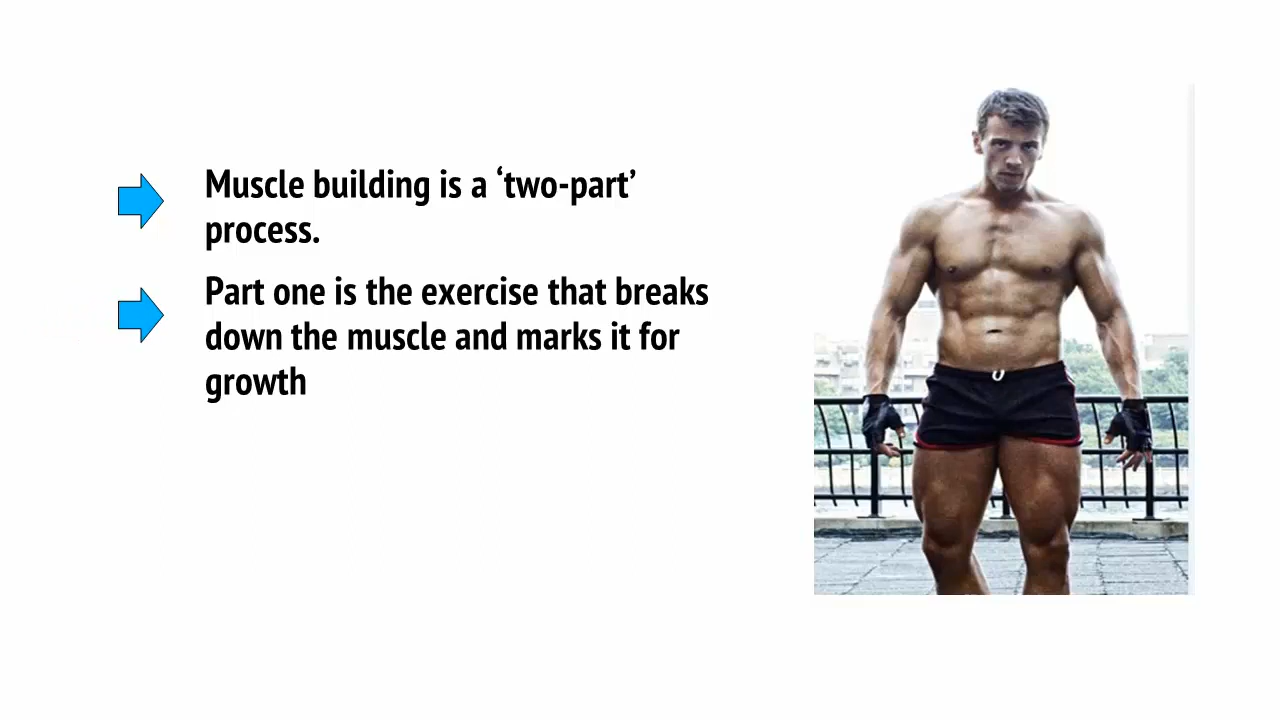 Muscle building is a ‘two-part’
process.
Part one is the exercise that breaks
down the muscle and marks it for
growth